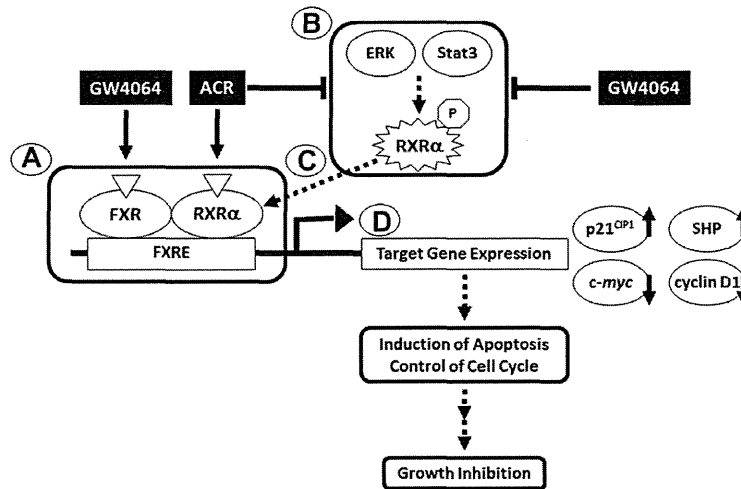 B
ERK
Stat3
GW4064
ACR
GW4064
P
RXRα
A
C
FXR
RXRα
D
FXRE
Target Gene Expression
p21CIP1
SHP
c-myc
cyclin D1
Induction of Apoptosis
Control of Cell Cycle
Growth Inhibition